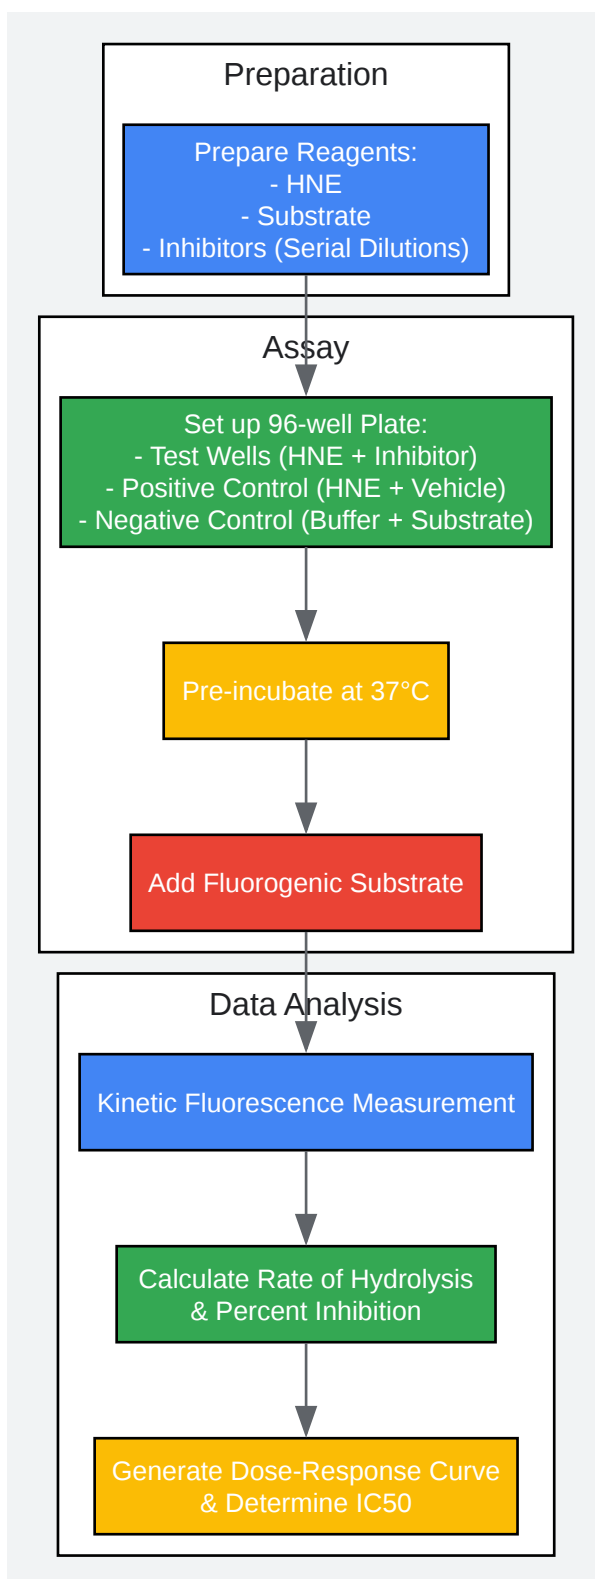 Preparation
Prepare Reagents:
- HNE
- Substrate
- Inhibitors (Serial Dilutions)
Assay
Set up 96-well Plate:
- Test Wells (HNE + Inhibitor)
- Positive Control (HNE + Vehicle)
- Negative Control (Buffer + Substrate)
Pre-incubate at 37°C
Add Fluorogenic Substrate
Data Analysis
Kinetic Fluorescence Measurement
Calculate Rate of Hydrolysis
& Percent Inhibition
Generate Dose-Response Curve
& Determine IC50